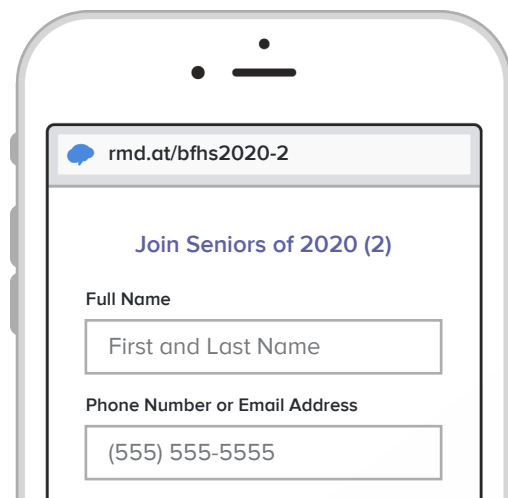 rmd.at/bfhs2020-2
Join Seniors of 2020 (2)
Full Name
First and Last Name
Phone Number or Email Address
(555) 555-5555